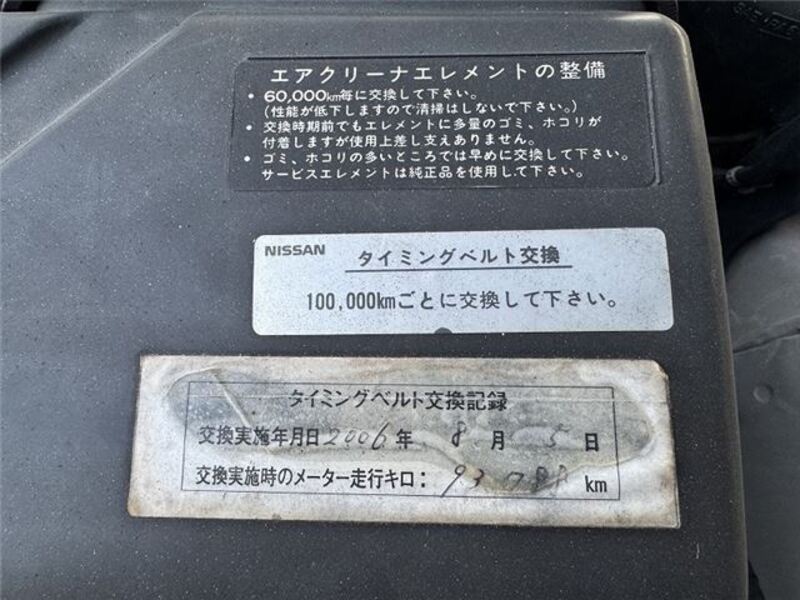 エアクリーナエレメントの整備
• 60,000km毎に交換して下さい。
(性能が低下しますので清掃はしないで下さい。)
• 交換時期前でもエレメントに多量のゴミ、ホコリが
付着しますが使用上差し支えありません。
• ゴミ、ホコリの多いところでは早めに交換して下さい。
サービスエレメントは純正品を使用して下さい。
NISSAN
タイミングベルト交換
100,000kmごとに交換して下さい。
タイミングベルト交換記録
交換実施年月日2006年 8月 5日
交換実施時のメーター走行キロ： km